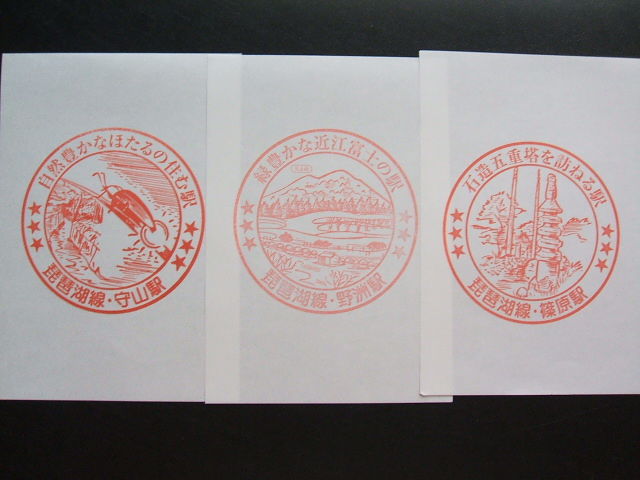 自然豊かなほたるの住む駅
琵琶湖線・守山駅
緑豊かな近江富士の駅
琵琶湖線・野洲駅
石造五重塔を訪ねる駅
琵琶湖線・篠原駅